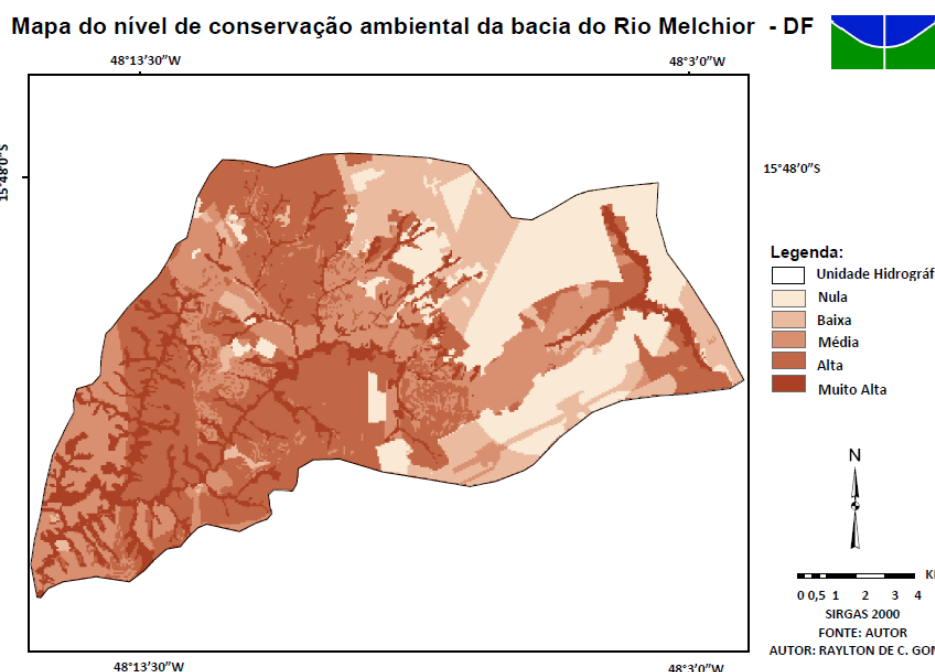 Mapa do nível de conservação ambiental da bacia do Rio Melchior - DF
48°13'30"W
48°3'0"W
15°48'0"S
15°48'0"S
Legenda:
Unidade Hidrográf
Nula
Baixa
Média
Alta
Muito Alta
N
0 0,5 1 2 3 4
SIRGAS 2000
FONTE: AUTOR
AUTOR: RAYLTON DE C. GOM
48°13'30"W
48°3'0"W